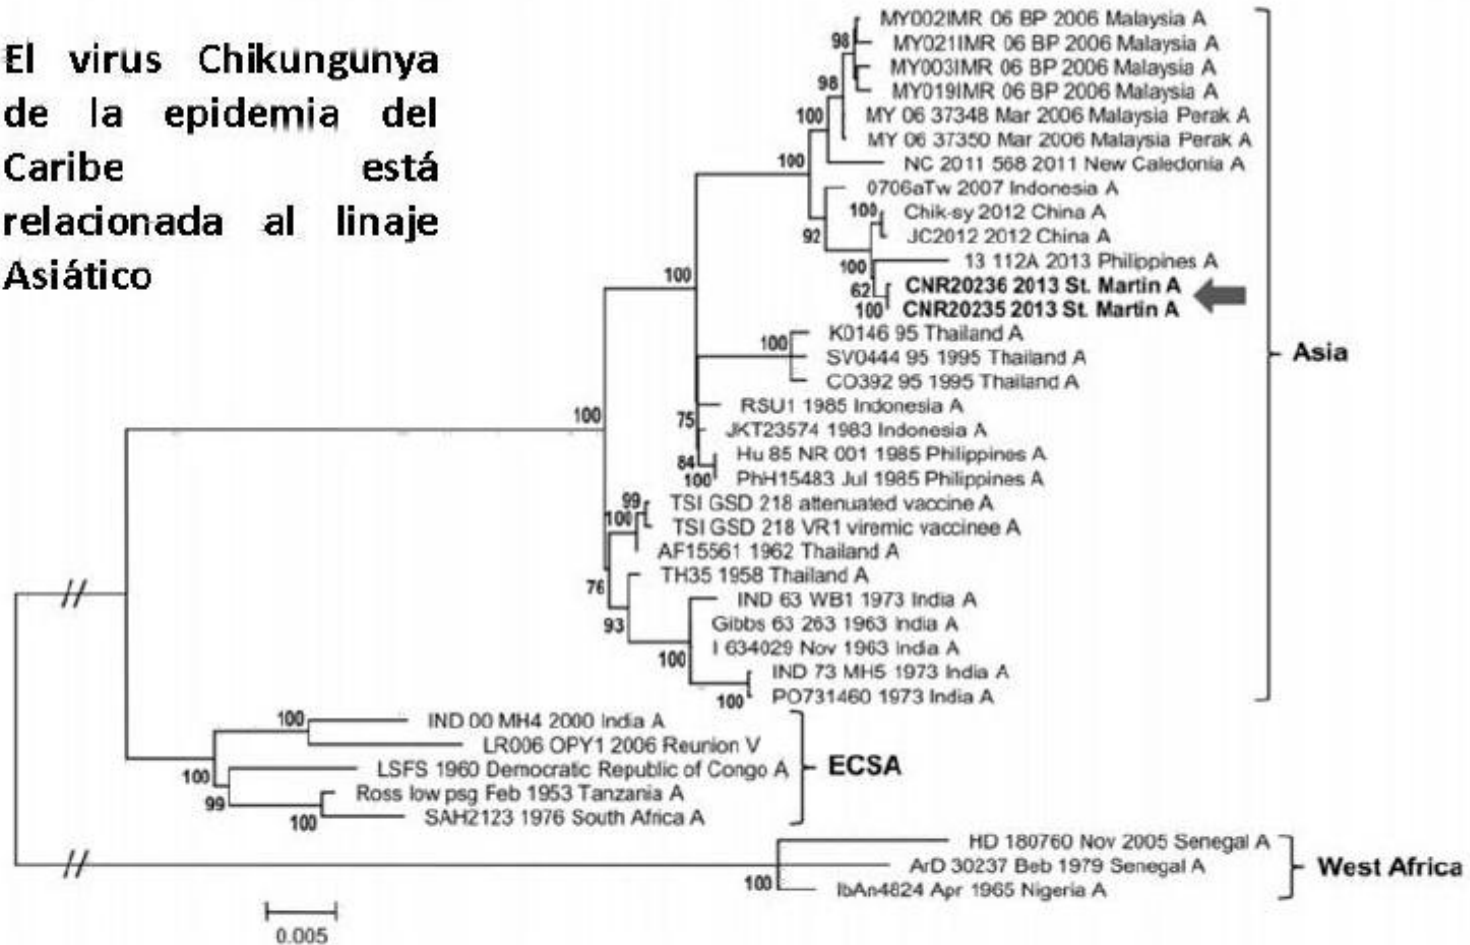 El virus Chikungunya
de la epidemia del
Caribe está
relacionada al linaje
Asiático
MY002IMR 06 BP 2006 Malaysia A
98
MY021IMR 06 BP 2006 Malaysia A
MY003IMR 06 BP 2006 Malaysia A
98
MY019IMR 06 BP 2006 Malaysia A
100
MY 06 37348 Mar 2006 Malaysia Perak A
MY 06 37350 Mar 2006 Malaysia Perak A
100
NC 2011 568 2011 New Caledonia A
0706aTw 2007 Indonesia A
100
Chik-sy 2012 China A
92
JC2012 2012 China A
100
13 112A 2013 Philippines A
100
62
CNR20236 2013 St. Martin A
100
CNR20235 2013 St. Martin A
K0146 95 Thailand A
100
SV0444 95 1995 Thailand A
Asia
CO392 95 1995 Thailand A
RSU1 1985 Indonesia A
100
75
JKT23574 1983 Indonesia A
Hu 85 NR 001 1985 Philippines A
84
100
PhH15483 Jul 1985 Philippines A
99
TSI GSD 218 attenuated vaccine A
100
TSI GSD 218 VR1 viremic vaccinee A
AF15561 1962 Thailand A
76
TH35 1958 Thailand A
IND 63 WB1 1973 India A
93
Gibbs 63 263 1963 India A
I 634029 Nov 1963 India A
100
IND 73 MH5 1973 India A
100
PO731460 1973 India A
100
IND 00 MH4 2000 India A
LR006 OPY1 2006 Reunion V
100
LSFS 1960 Democratic Republic of Congo A
ECSA
99
Ross low psg Feb 1953 Tanzania A
100
SAH2123 1976 South Africa A
HD 180760 Nov 2005 Senegal A
ArD 30237 Beb 1979 Senegal A
West Africa
100
IbAn4824 Apr 1965 Nigeria A
0.005